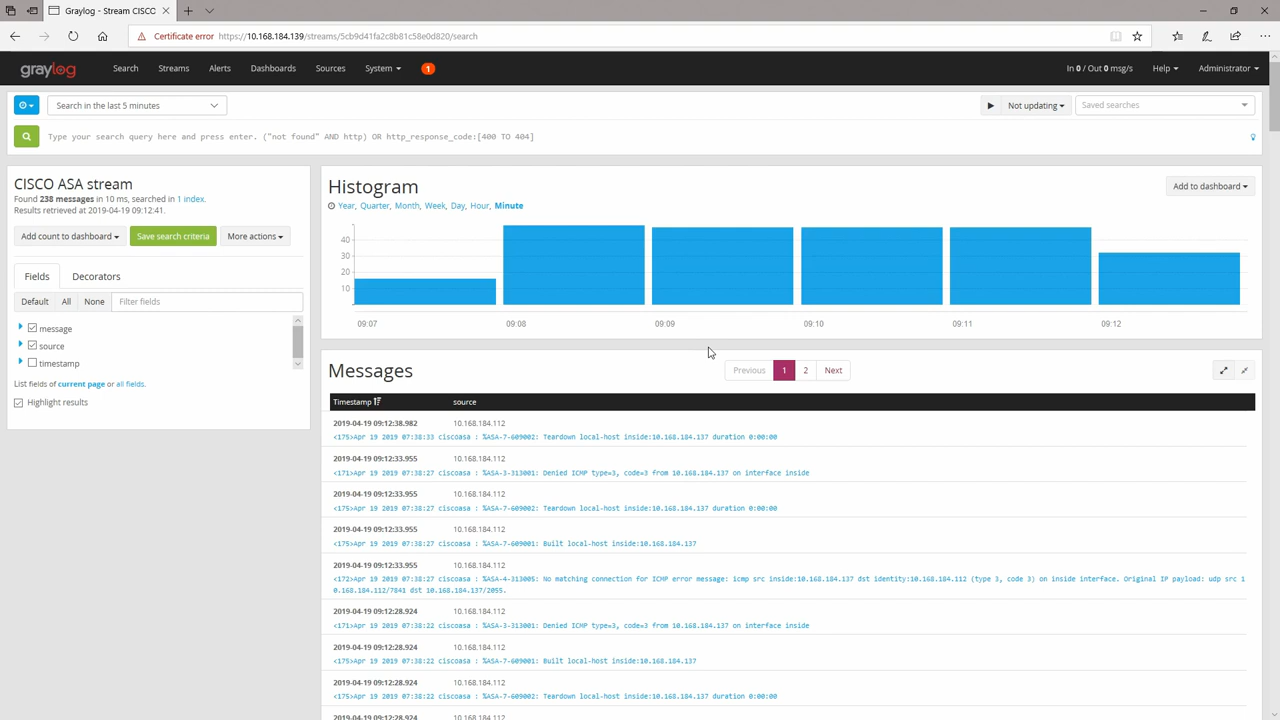 Graylog - Stream CISCO
Certificate error https://10.168.184.139/streams/5cb9d41fa2c8b81c58e0d820/search
graylog Search Streams Alerts Dashboards Sources System 1 In 0 / Out 0 msg/s Help Administrator
Search in the last 5 minutes Not updating Saved searches
Type your search query here and press enter. ("not found" AND http) OR http_response_code:[400 TO 404]
CISCO ASA stream
Found 238 messages in 10 ms, searched in 1 index.
Results retrieved at 2019-04-19 09:12:41.
Add count to dashboard Save search criteria More actions
Fields Decorators
Default All None Filter fields
message
source
timestamp
List fields of current page or all fields.
Highlight results
Histogram
Add to dashboard
Year, Quarter, Month, Week, Day, Hour, Minute
40
30
20
10
09:07 09:08 09:09 09:10 09:11 09:12
Messages
Previous 1 2 Next
Timestamp source
2019-04-19 09:12:38.982 10.168.184.112
<175>Apr 19 2019 07:38:33 ciscoasa : %ASA-7-609002: Teardown local-host inside:10.168.184.137 duration 0:00:00
2019-04-19 09:12:33.955 10.168.184.112
<171>Apr 19 2019 07:38:27 ciscoasa : %ASA-3-313001: Denied ICMP type=3, code=3 from 10.168.184.137 on interface inside
2019-04-19 09:12:33.955 10.168.184.112
<175>Apr 19 2019 07:38:27 ciscoasa : %ASA-7-609002: Teardown local-host inside:10.168.184.137 duration 0:00:00
2019-04-19 09:12:33.955 10.168.184.112
<175>Apr 19 2019 07:38:27 ciscoasa : %ASA-7-609001: Built local-host inside:10.168.184.137
2019-04-19 09:12:33.955 10.168.184.112
<172>Apr 19 2019 07:38:27 ciscoasa : %ASA-4-313005: No matching connection for ICMP error message: icmp src inside:10.168.184.137 dst identity:10.168.184.112 (type 3, code 3) on inside interface. Original IP payload: udp src 1
0.168.184.112/7841 dst 10.168.184.137/2055.
2019-04-19 09:12:28.924 10.168.184.112
<171>Apr 19 2019 07:38:22 ciscoasa : %ASA-3-313001: Denied ICMP type=3, code=3 from 10.168.184.137 on interface inside
2019-04-19 09:12:28.924 10.168.184.112
<175>Apr 19 2019 07:38:22 ciscoasa : %ASA-7-609001: Built local-host inside:10.168.184.137
2019-04-19 09:12:28.924 10.168.184.112
<175>Apr 19 2019 07:38:22 ciscoasa : %ASA-7-609002: Teardown local-host inside:10.168.184.137 duration 0:00:00
2019-04-19 09:12:28.924 10.168.184.112